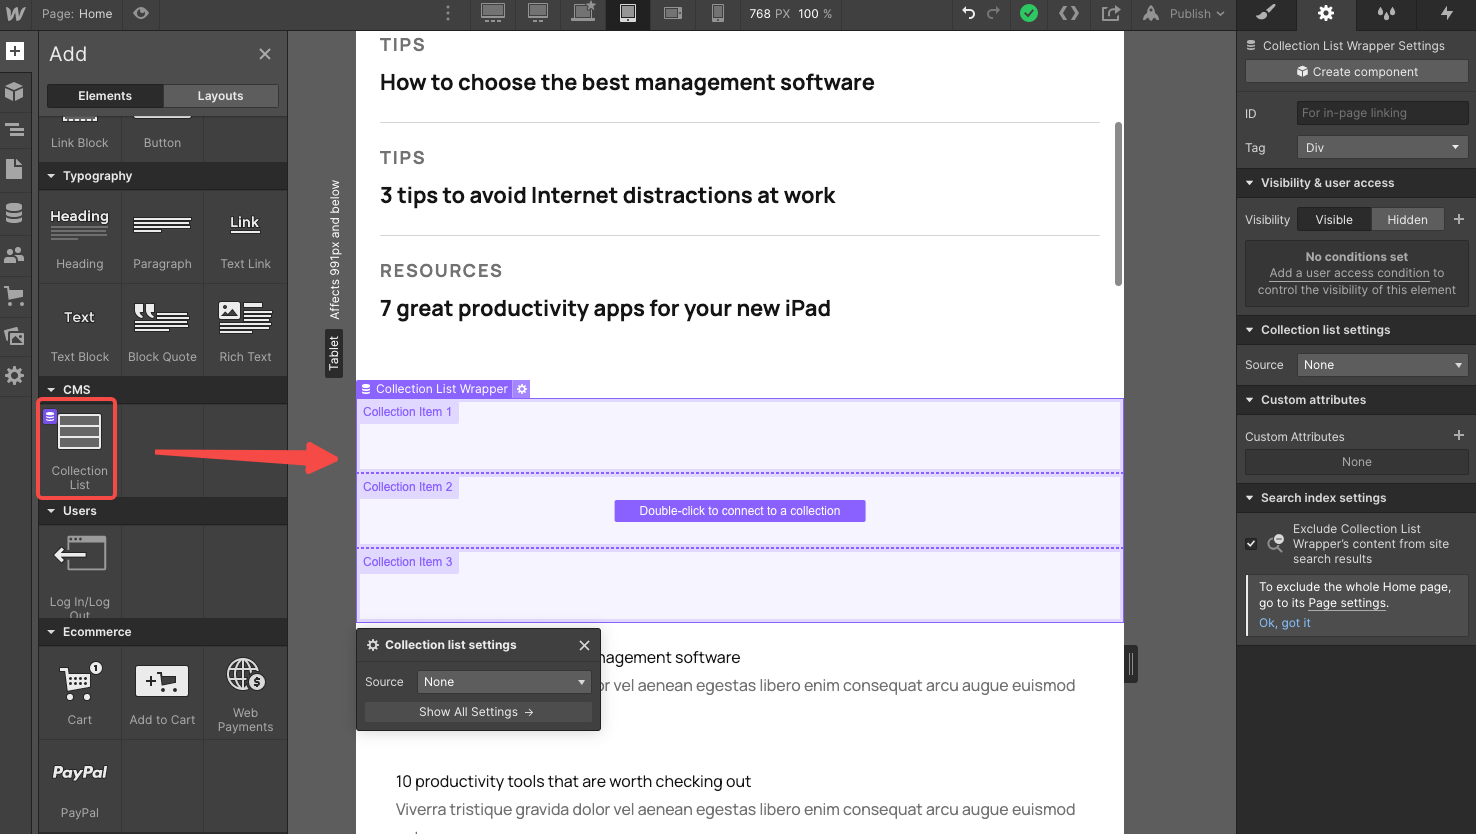 Page: Home
768 PX 100 %
Publish
Add
Elements
Layouts
Link Block
Button
Typography
Heading
Heading
Paragraph
Link
Text Link
Text
Text Block
Block Quote
Rich Text
CMS
Collection
List
Users
Log In/Log
Out
Ecommerce
1
Cart
Add to Cart
Web
Payments
PayPal
PayPal
Affects 991px and below
Tablet
TIPS
How to choose the best management software
TIPS
3 tips to avoid Internet distractions at work
RESOURCES
7 great productivity apps for your new iPad
Collection List Wrapper
Collection Item 1
Collection Item 2
Double-click to connect to a collection
Collection Item 3
Collection list settings
Source
None
Show All Settings →
nagement software
or vel aenean egestas libero enim consequat arcu augue euismod
10 productivity tools that are worth checking out
Viverra tristique gravida dolor vel aenean egestas libero enim consequat arcu augue euismod
Collection List Wrapper Settings
Create component
ID
For in-page linking
Tag
Div
Visibility & user access
Visibility
Visible
Hidden
No conditions set
Add a user access condition to
control the visibility of this element
Collection list settings
Source
None
Custom attributes
Custom Attributes
None
Search index settings
Exclude Collection List
Wrapper's content from site
search results
To exclude the whole Home page,
go to its Page settings.
Ok, got it